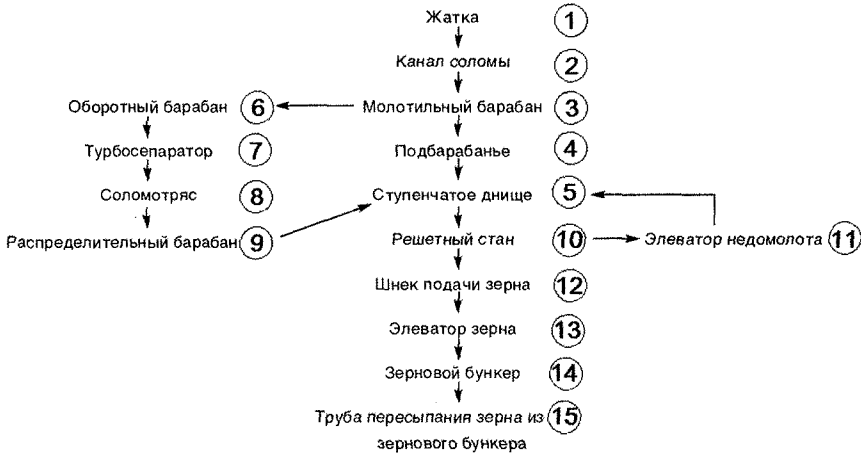 Жатка 1
Канал соломы 2
Оборотный барабан 6 Молотильный барабан 3
Турбосепаратор 7 Подбарабанье 4
Соломотряс 8 Ступенчатое днище 5
Распределительный барабан 9 Решетный стан 10 Элеватор недомолота 11
Шнек подачи зерна 12
Элеватор зерна 13
Зерновой бункер 14
Труба пересыпания зерна из 15
зернового бункера